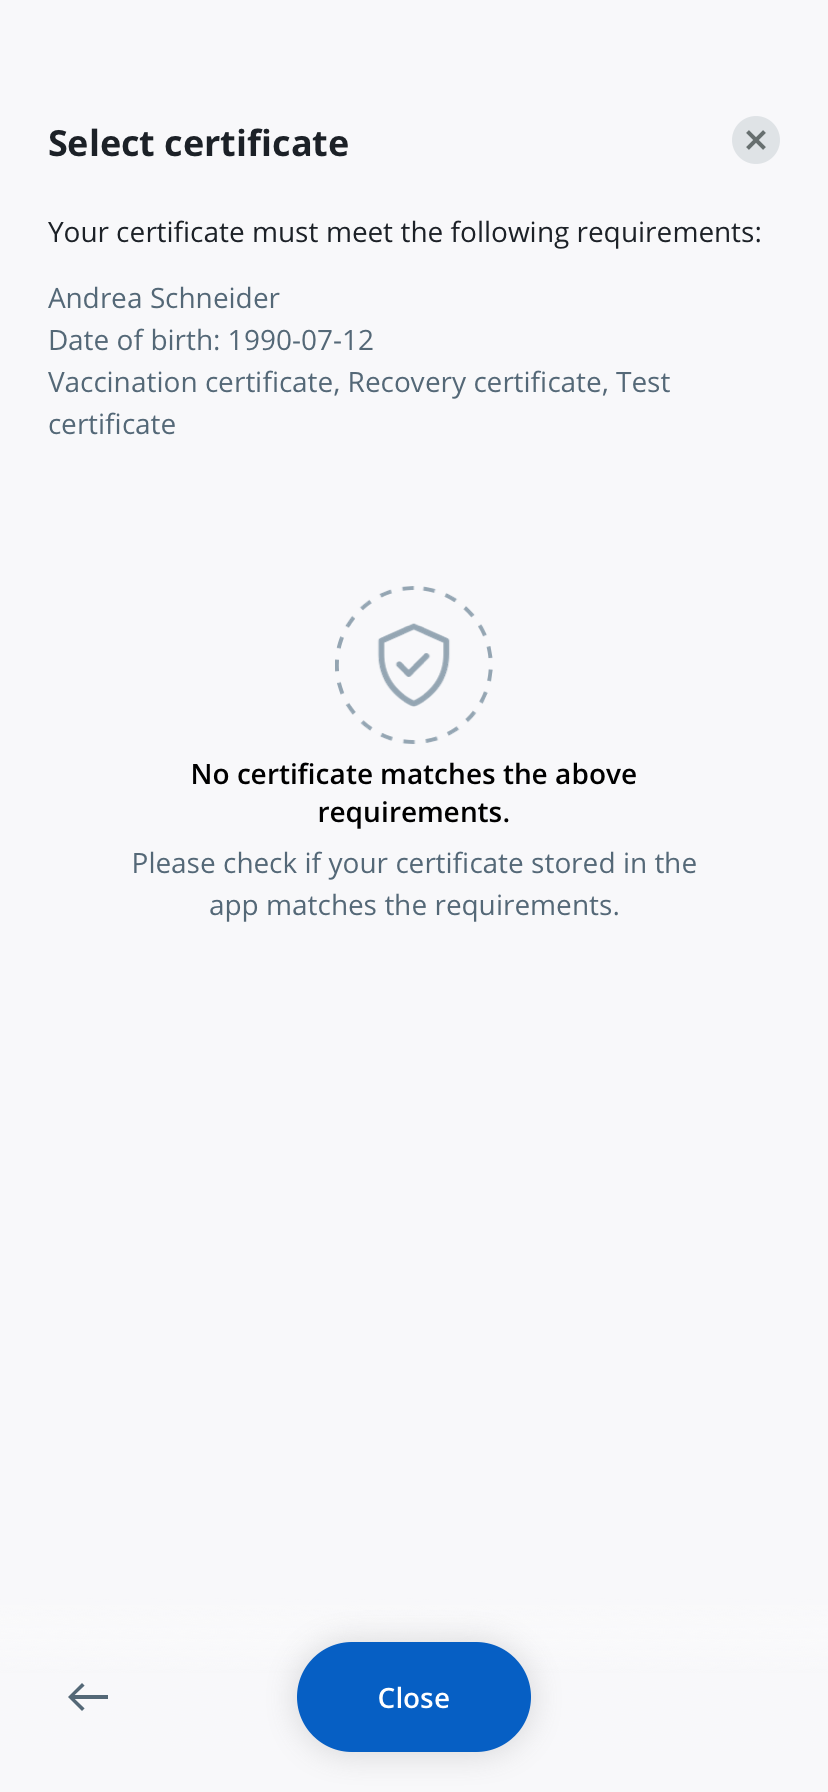 Select certificate
Your certificate must meet the following requirements:
Andrea Schneider
Date of birth: 1990-07-12
Vaccination certificate, Recovery certificate, Test
certificate
No certificate matches the above
requirements.
Please check if your certificate stored in the
app matches the requirements.
Close